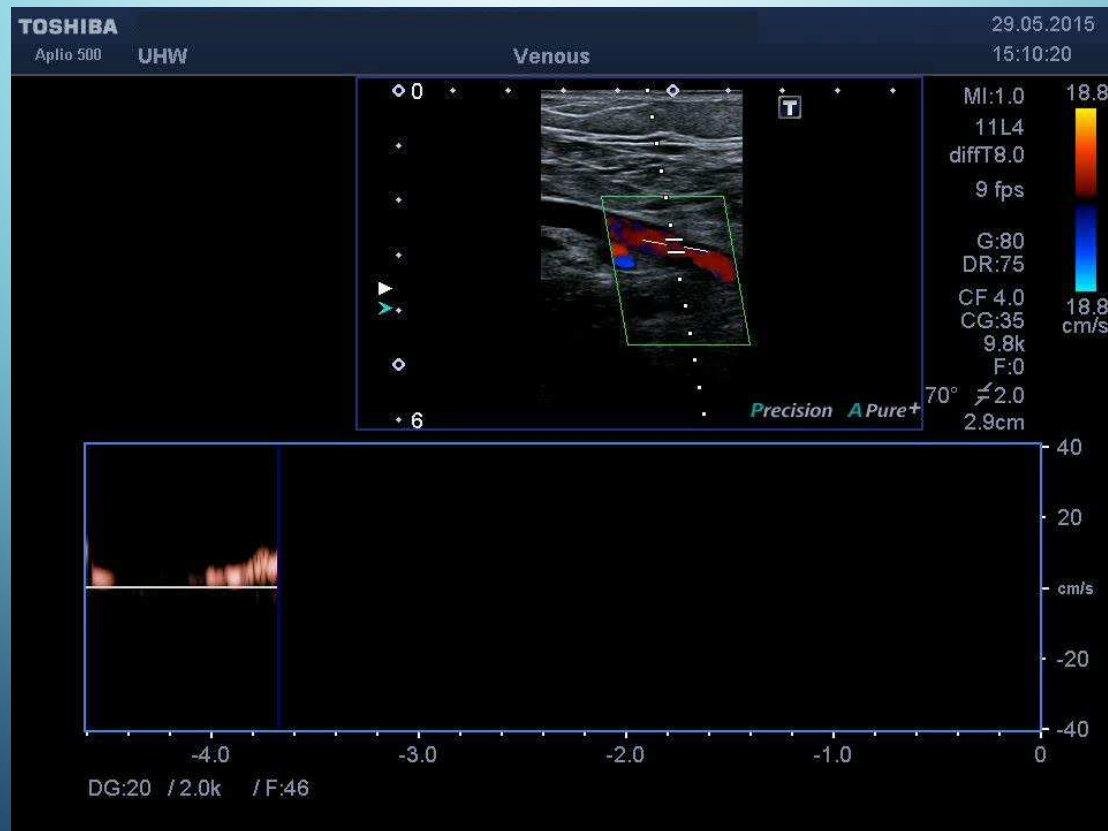 TOSHIBA
Aplio 500 UHW Venous
29.05.2015
15:10:20
0
T
6
Precision A Pure+
MI:1.0
11L4
diffT8.0
9 fps
G:80
DR:75
CF 4.0
CG:35
9.8k
F:0
70° 2.0
2.9cm
18.8
18.8
cm/s
40
20
cm/s
-20
-40
-4.0 -3.0 -2.0 -1.0 0
DG:20 / 2.0k / F:46